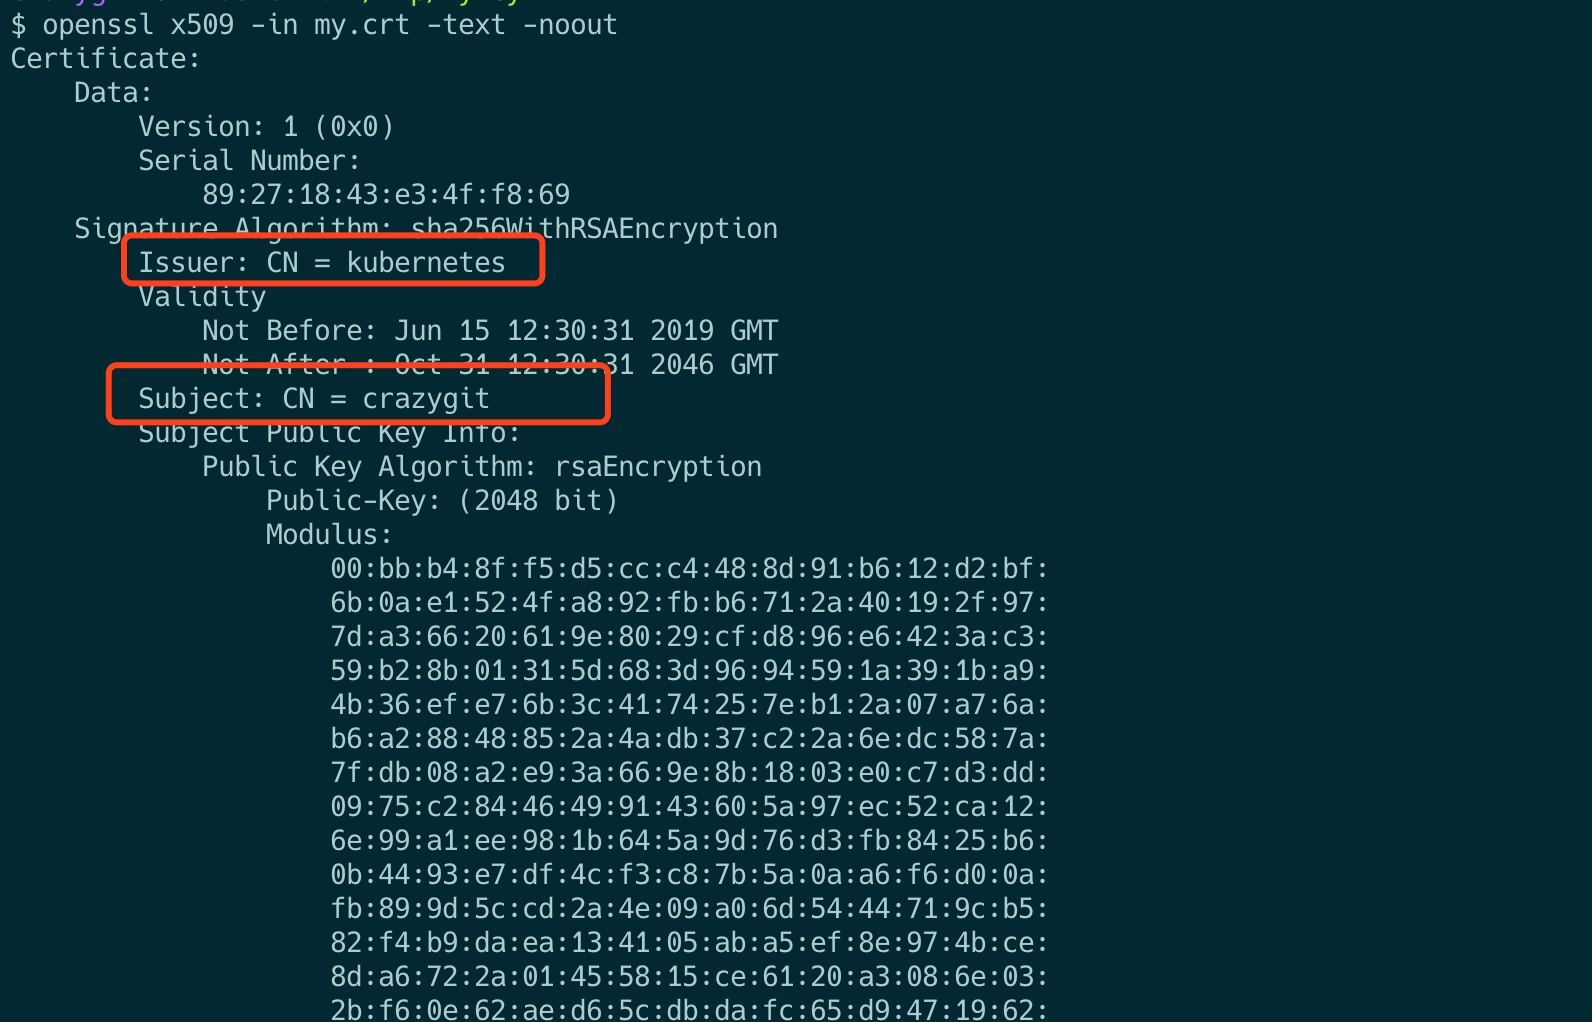 $ openssl x509 -in my.crt -text -noout
Certificate:
    Data:
        Version: 1 (0x0)
        Serial Number:
            89:27:18:43:e3:4f:f8:69
    Signature Algorithm: sha256WithRSAEncryption
        Issuer: CN = kubernetes
        Validity
            Not Before: Jun 15 12:30:31 2019 GMT
            Not After : Oct 31 12:30:31 2046 GMT
        Subject: CN = crazygit
        Subject Public Key Info:
            Public Key Algorithm: rsaEncryption
                Public-Key: (2048 bit)
                Modulus:
                    00:bb:b4:8f:f5:d5:cc:c4:48:8d:91:b6:12:d2:bf:
                    6b:0a:e1:52:4f:a8:92:fb:b6:71:2a:40:19:2f:97:
                    7d:a3:66:20:61:9e:80:29:cf:d8:96:e6:42:3a:c3:
                    59:b2:8b:01:31:5d:68:3d:96:94:59:1a:39:1b:a9:
                    4b:36:ef:e7:6b:3c:41:74:25:7e:b1:2a:07:a7:6a:
                    b6:a2:88:48:85:2a:4a:db:37:c2:2a:6e:dc:58:7a:
                    7f:db:08:a2:e9:3a:66:9e:8b:18:03:e0:c7:d3:dd:
                    09:75:c2:84:46:49:91:43:60:5a:97:ec:52:ca:12:
                    6e:99:a1:ee:98:1b:64:5a:9d:76:d3:fb:84:25:b6:
                    0b:44:93:e7:df:4c:f3:c8:7b:5a:0a:a6:f6:d0:0a:
                    fb:89:9d:5c:cd:2a:4e:09:a0:6d:54:44:71:9c:b5:
                    82:f4:b9:da:ea:13:41:05:ab:a5:ef:8e:97:4b:ce:
                    8d:a6:72:2a:01:45:58:15:ce:61:20:a3:08:6e:03:
                    2b:f6:0e:62:ae:d6:5c:db:da:fc:65:d9:47:19:62: